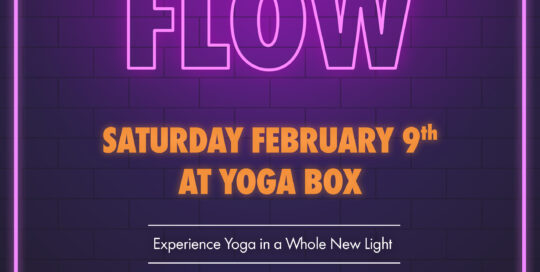 FLOW
SATURDAY FEBRUARY 9th
AT YOGA BOX
Experience Yoga in a Whole New Light